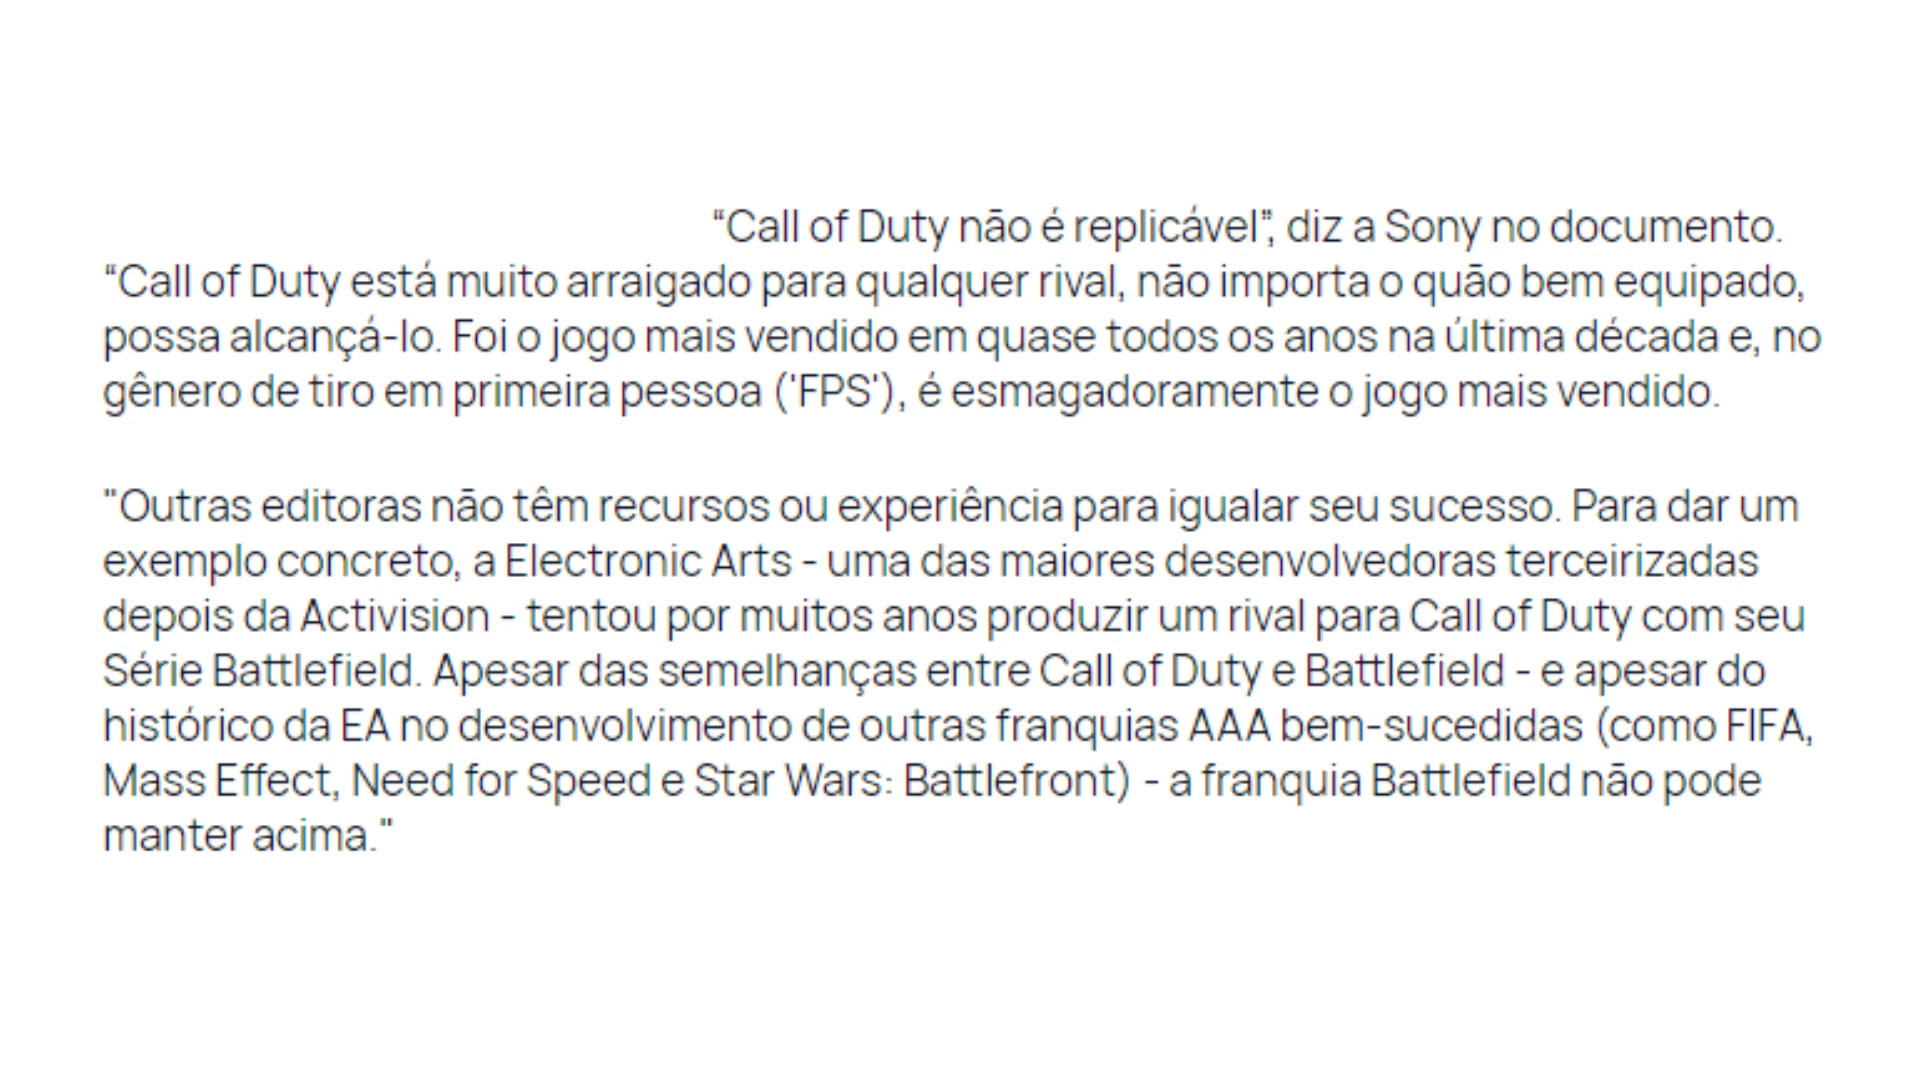 “Call of Duty não é replicável”, diz a Sony no documento.
“Call of Duty está muito arraigado para qualquer rival, não importa o quão bem equipado,
possa alcançá-lo. Foi o jogo mais vendido em quase todos os anos na última década e, no
gênero de tiro em primeira pessoa ('FPS'), é esmagadoramente o jogo mais vendido.
"Outras editoras não têm recursos ou experiência para igualar seu sucesso. Para dar um
exemplo concreto, a Electronic Arts - uma das maiores desenvolvedoras terceirizadas
depois da Activision - tentou por muitos anos produzir um rival para Call of Duty com seu
Série Battlefield. Apesar das semelhanças entre Call of Duty e Battlefield - e apesar do
histórico da EA no desenvolvimento de outras franquias AAA bem-sucedidas (como FIFA,
Mass Effect, Need for Speed e Star Wars: Battlefront) - a franquia Battlefield não pode
manter acima."